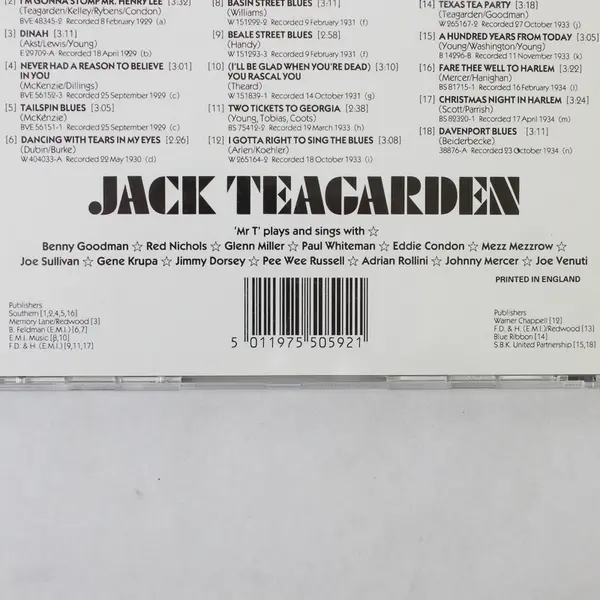 [2] I'M GONNA STOMP MR. HENRY LEE [3.32]
(Teagarden/Kelley/Rybens/Condon)
BVE 48345-2 Recorded 8 February 1929 (a)
[3] DINAH [3.05]
(Akst/Lewis/Young)
E 29709-A Recorded 18 April 1929 (b)
[4] NEVER HAD A REASON TO BELIEVE [3.01]
IN YOU
(McKenzie/Dillings)
BVE 56152-3 Recorded 25 September 1929 (c)
[5] TAILSPIN BLUES [3.05]
(McKenzie)
BVE 56151-1 Recorded 25 September 1929 (c)
[6] DANCING WITH TEARS IN MY EYES [2.26]
(Dubin/Burke)
W 404033-A Recorded 22 May 1930 (d)
[8] BASIN STREET BLUES [3.11]
(Williams)
W 151292-2 Recorded 9 February 1931 (f)
[9] BEALE STREET BLUES [2.58]
(Handy)
W 151293-3 Recorded 9 February 1931 (f)
[10] (I'LL BE GLAD WHEN YOU'RE DEAD) [3.10]
YOU RASCAL YOU
(Theard)
W 151839-1 Recorded 14 October 1931 (g)
[11] TWO TICKETS TO GEORGIA [2.38]
(Young, Tobias, Coots)
BS 75412-2 Recorded 19 March 1933 (h)
[12] I GOTTA RIGHT TO SING THE BLUES [3.08]
(Arlen/Koehler)
W 265164-2 Recorded 18 October 1933 (i)
[14] TEXAS TEA PARTY [3.18]
(Teagarden/Goodman)
W 265167-2 Recorded 27 October 1933 (j)
[15] A HUNDRED YEARS FROM TODAY [3.05]
(Young/Washington/Young)
B 14296-B Recorded 11 November 1933 (k)
[16] FARE THEE WELL TO HARLEM [3.22]
(Mercer/Hanighan)
BS 81715-1 Recorded 16 February 1934 (l)
[17] CHRISTMAS NIGHT IN HARLEM [3.24]
(Scott/Parrish)
BS 82320-1 Recorded 17 April 1934 (m)
[18] DAVENPORT BLUES [3.11]
(Beiderbecke)
38876-A Recorded 23 October 1934 (n)
JACK TEAGARDEN
'Mr T' plays and sings with ☆
Benny Goodman ☆ Red Nichols ☆ Glenn Miller ☆ Paul Whiteman ☆ Eddie Condon ☆ Mezz Mezzrow ☆
Joe Sullivan ☆ Gene Krupa ☆ Jimmy Dorsey ☆ Pee Wee Russell ☆ Adrian Rollini ☆ Johnny Mercer ☆ Joe Venuti
PRINTED IN ENGLAND
Publishers
Southern [1,2,4,5,16]
Memory Lane/Redwood [3]
B. Feldman (E.M.I.) [6,7]
E.M.I. Music [8,10]
F.D. & H. (E.M.I.) [9,11,17]
Publishers
Warner Chappell [12]
F.D. & H. (E.M.I.)/Redwood [13]
Blue Ribbon [14]
S.B.K. United Partnership [15,18]
5 011975 505921